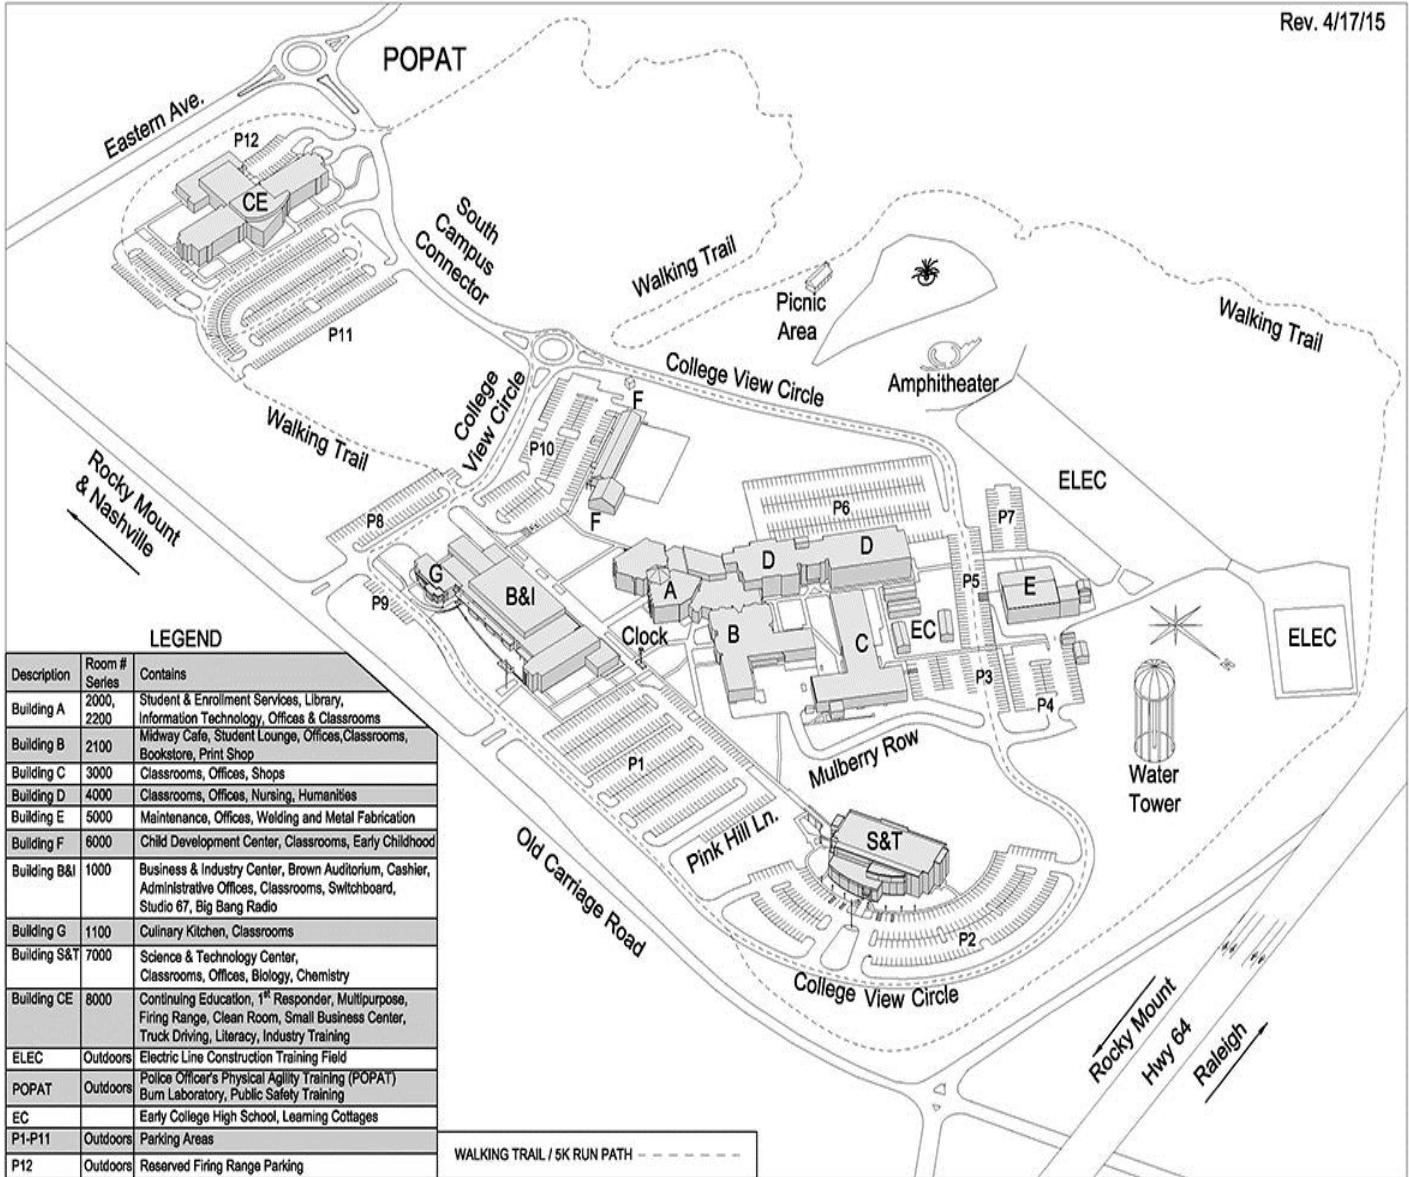 Rev. 4/17/15
POPAT
Eastern Ave.
P12
CE
South
Campus
Connector
P11
Walking Trail
Picnic
Area
Walking Trail
Amphitheater
College View Circle
College
View Circle
F
P10
F
Walking Trail
Rocky Mount
& Nashville
P8
P9
G
B&I
A
Clock
B
C
D
D
P6
EC
P5
P7
ELEC
E
ELEC
P3
P4
Mulberry Row
Water
Tower
P1
Pink Hill Ln.
S&T
P2
Old Carriage Road
College View Circle
Rocky Mount
Hwy 64
Raleigh
LEGEND
Description Room # Series Contains
Building A 2000, 2200 Student & Enrollment Services, Library,
Information Technology, Offices & Classrooms
Building B 2100 Midway Cafe, Student Lounge, Offices,Classrooms,
Bookstore, Print Shop
Building C 3000 Classrooms, Offices, Shops
Building D 4000 Classrooms, Offices, Nursing, Humanities
Building E 5000 Maintenance, Offices, Welding and Metal Fabrication
Building F 6000 Child Development Center, Classrooms, Early Childhood
Building B&I 1000 Business & Industry Center, Brown Auditorium, Cashier,
Administrative Offices, Classrooms, Switchboard,
Studio 67, Big Bang Radio
Building G 1100 Culinary Kitchen, Classrooms
Building S&T 7000 Science & Technology Center,
Classrooms, Offices, Biology, Chemistry
Building CE 8000 Continuing Education, 1st Responder, Multipurpose,
Firing Range, Clean Room, Small Business Center,
Truck Driving, Literacy, Industry Training
ELEC Outdoors Electric Line Construction Training Field
POPAT Outdoors Police Officer's Physical Agility Training (POPAT)
Burn Laboratory, Public Safety Training
EC Early College High School, Learning Cottages
P1-P11 Outdoors Parking Areas
P12 Outdoors Reserved Firing Range Parking
WALKING TRAIL / 5K RUN PATH